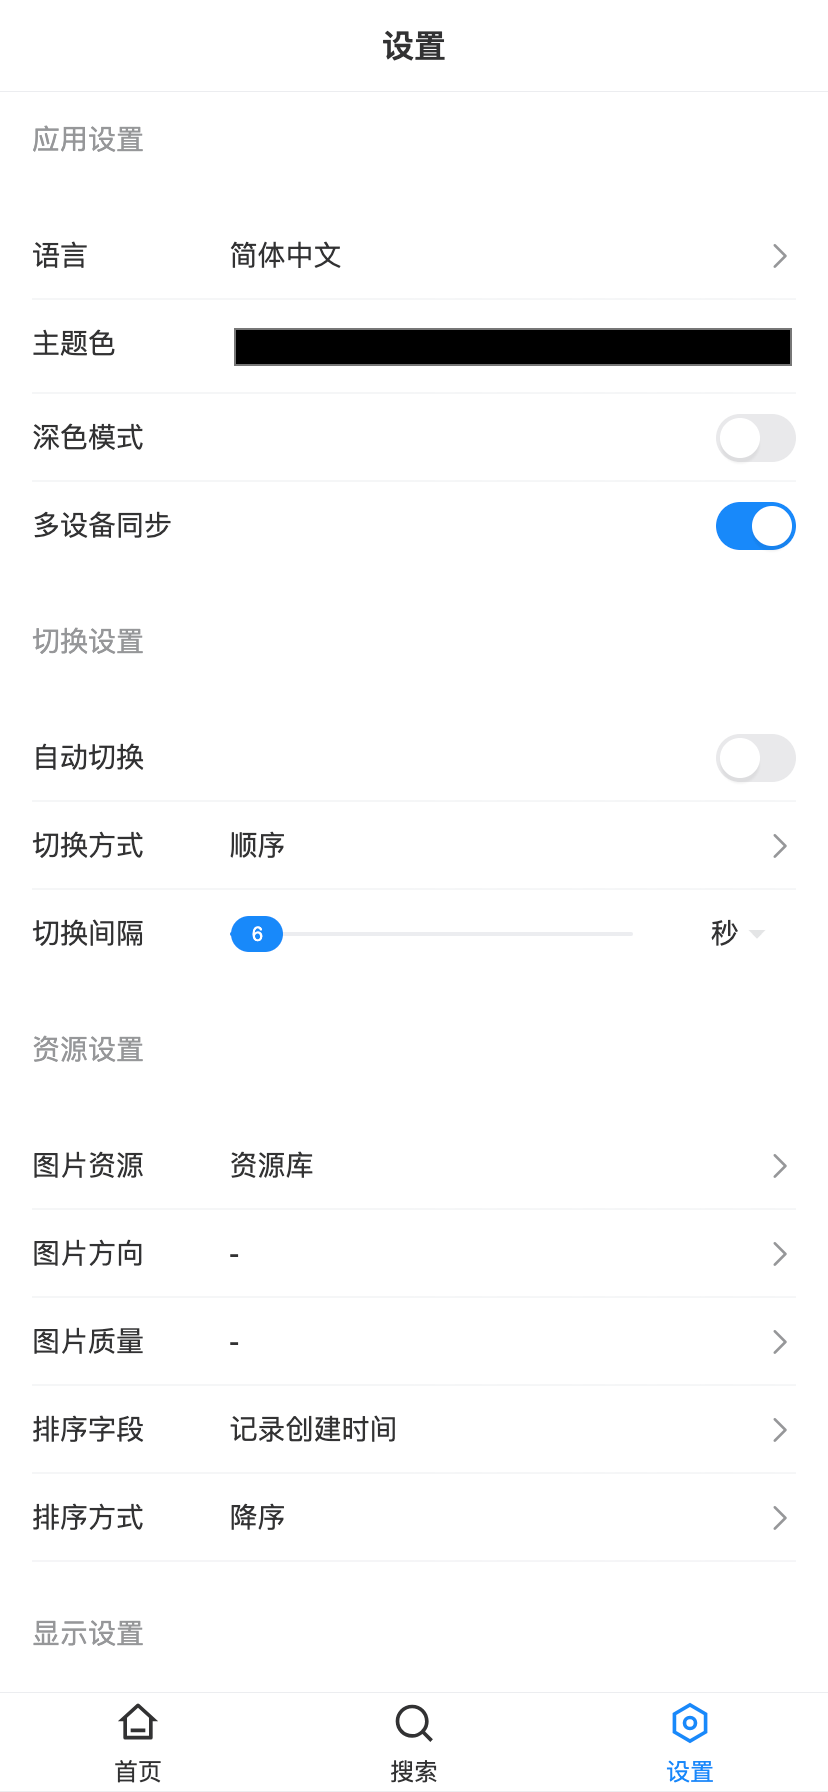 设置
应用设置
语言 简体中文
主题色
深色模式
多设备同步
切换设置
自动切换
切换方式 顺序
切换间隔 6 秒
资源设置
图片资源 资源库
图片方向 -
图片质量 -
排序字段 记录创建时间
排序方式 降序
显示设置
首页 搜索 设置